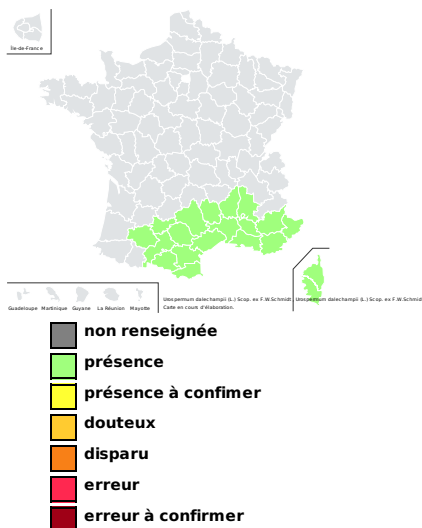 Île-de-France
Guadeloupe Martinique Guyane La Réunion Mayotte
Urospermum dalechampii (L.) Scop. ex F.W.Schmidt
Carte en cours d'élaboration.
Urospermum dalechampii (L.) Scop. ex F.W.Schmidt
non renseignée
présence
présence à confimer
douteux
disparu
erreur
erreur à confirmer